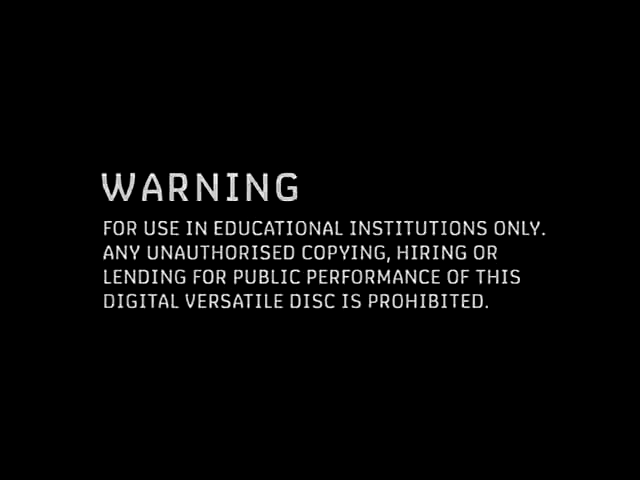 WARNING
FOR USE IN EDUCATIONAL INSTITUTIONS ONLY.
ANY UNAUTHORISED COPYING, HIRING OR
LENDING FOR PUBLIC PERFORMANCE OF THIS
DIGITAL VERSATILE DISC IS PROHIBITED.